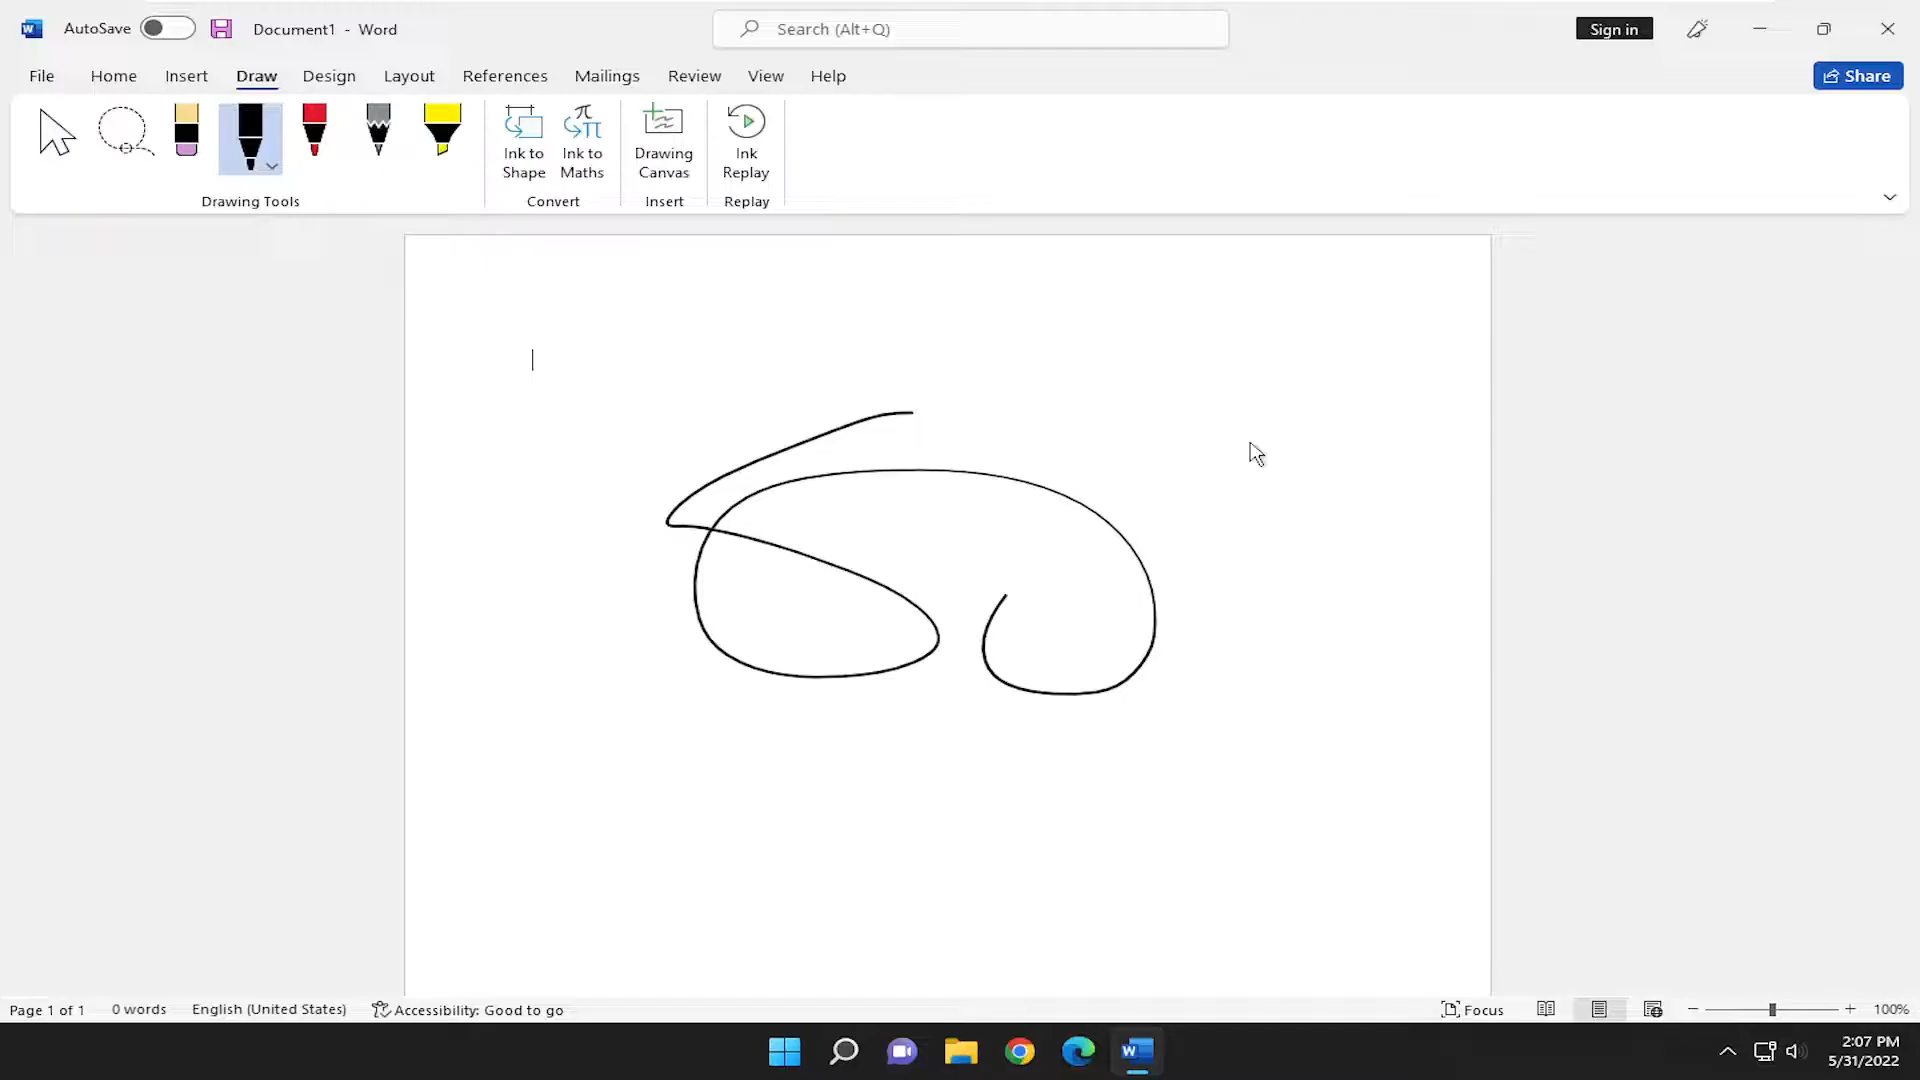 AutoSave Document1 - Word Search (Alt+Q) Sign in
File Home Insert Draw Design Layout References Mailings Review View Help Share
Ink to Shape
Ink to Maths
Drawing Canvas
Ink Replay
Drawing Tools Convert Insert Replay
Page 1 of 1 0 words English (United States) Accessibility: Good to go Focus 100%
2:07 PM
5/31/2022